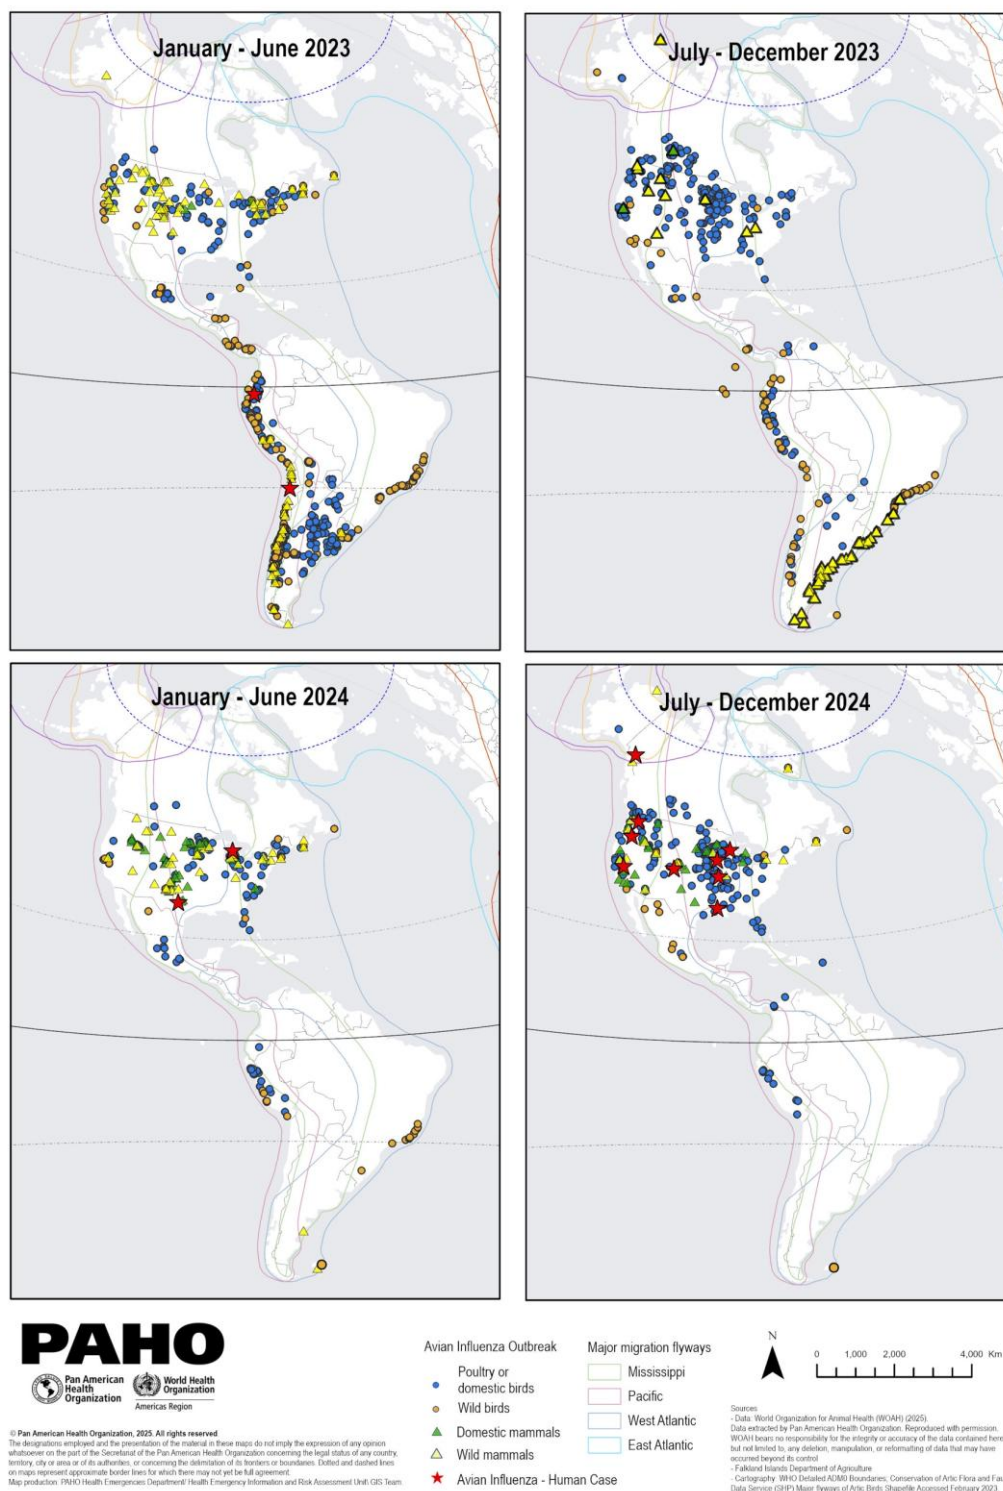 January - June 2023
July - December 2023
January - June 2024
July - December 2024
PAHO
Pan American
Health
Organization
World Health
Organization
Americas Region
© Pan American Health Organization, 2025. All rights reserved
The designations employed and the presentation of the material in these maps do not imply the expression of any opinion
whatsoever on the part of the Secretariat of the Pan American Health Organization concerning the legal status of any country,
territory, city or area or of its authorities, or concerning the delimitation of its frontiers or boundaries. Dotted and dashed lines
on maps represent approximate border lines for which there may not yet be full agreement.
Map production: PAHO Health Emergencies Department/ Health Emergency Information and Risk Assessment Unit\ GIS Team
Avian Influenza Outbreak
Poultry or
domestic birds
Wild birds
Domestic mammals
Wild mammals
Avian Influenza - Human Case
Major migration flyways
Mississippi
Pacific
West Atlantic
East Atlantic
N
0 1,000 2,000 4,000 Km
Sources
- Data: World Organization for Animal Health (WOAH) (2025).
Data extracted by Pan American Health Organization. Reproduced with permission.
WOAH bears no responsibility for the integrity or accuracy of the data contained here
but not limited to, any deletion, manipulation, or reformatting of data that may have
occurred beyond its control
- Falkland Islands Department of Agriculture
- Cartography: WHO Detailed ADM0 Boundaries; Conservation of Artic Flora and Fau
Data Service (SHP) Major flyways of Artic Birds Shapefile Accessed February 2023